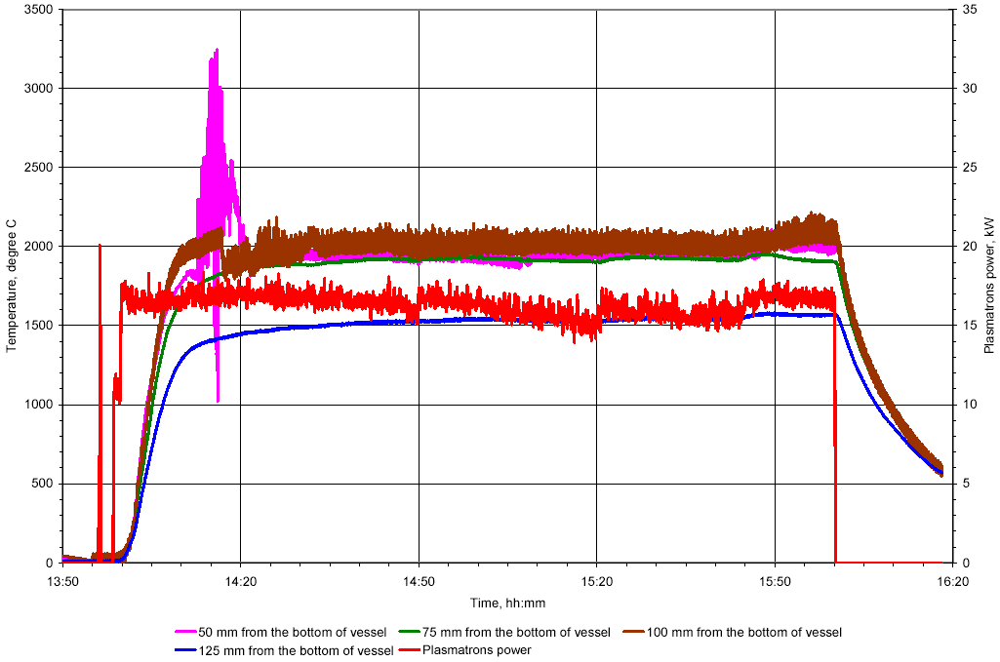 3500
3000
2500
2000
1500
1000
500
0
Temperature, degree C
35
30
25
20
15
10
5
0
Plasmatrons power, kW
13:50 14:20 14:50 15:20 15:50 16:20
Time, hh:mm
50 mm from the bottom of vessel 75 mm from the bottom of vessel 100 mm from the bottom of vessel
125 mm from the bottom of vessel Plasmatrons power